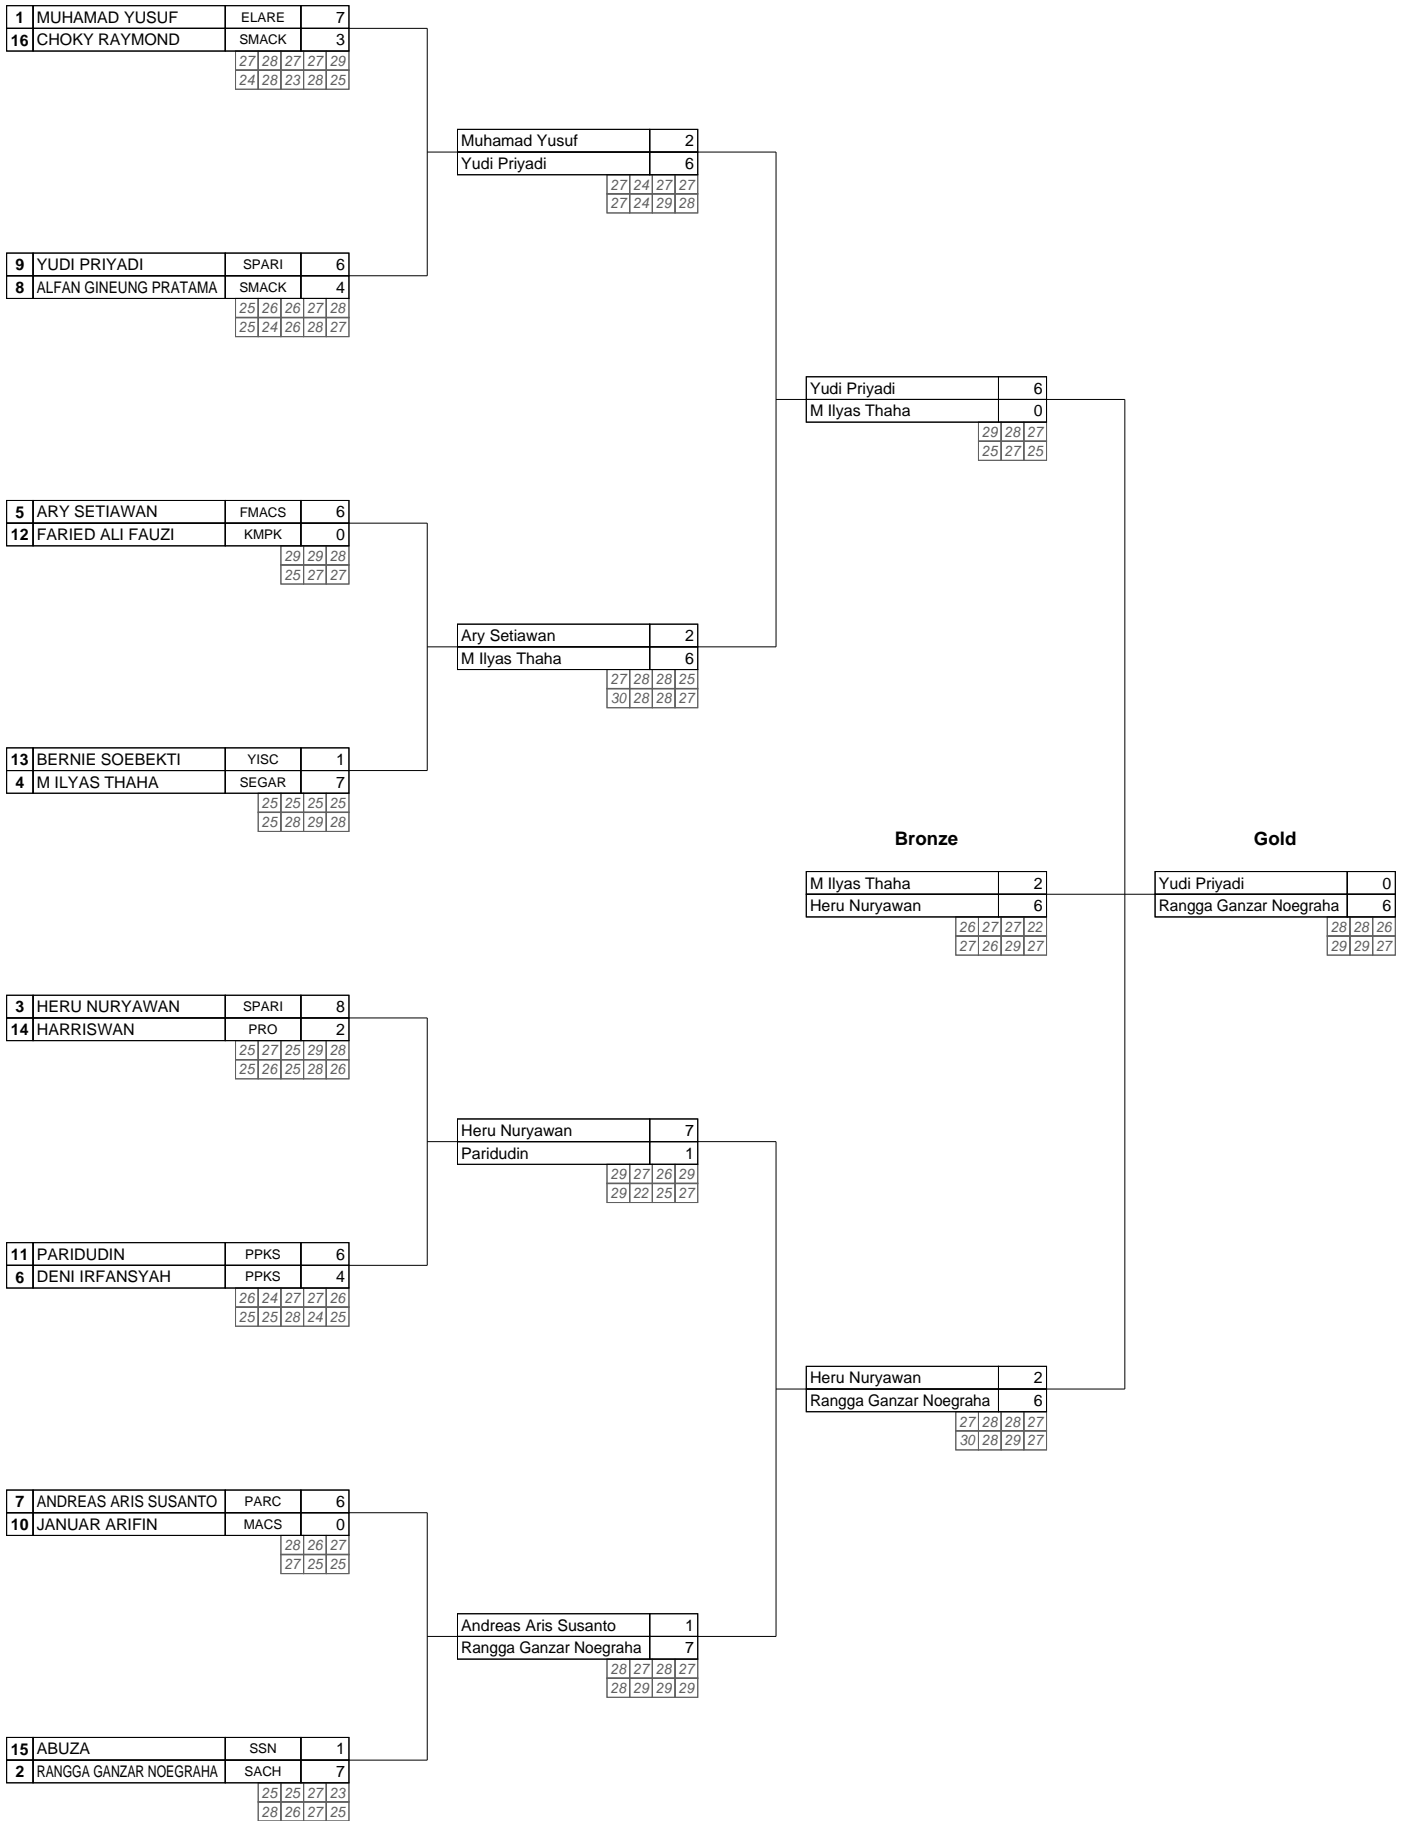 1 MUHAMAD YUSUF ELARE 7
16 CHOKY RAYMOND SMACK 3
27 28 27 27 29
24 28 23 28 25
Muhamad Yusuf 2
Yudi Priyadi 6
27 24 27 27
27 24 29 28
9 YUDI PRIYADI SPARI 6
8 ALFAN GINEUNG PRATAMA SMACK 4
25 26 26 27 28
25 24 26 28 27
Yudi Priyadi 6
M Ilyas Thaha 0
29 28 27
25 27 25
5 ARY SETIAWAN FMACS 6
12 FARIED ALI FAUZI KMPK 0
29 29 28
25 27 27
Ary Setiawan 2
M Ilyas Thaha 6
27 28 28 25
30 28 28 27
13 BERNIE SOEBEKTI YISC 1
4 M ILYAS THAHA SEGAR 7
25 25 25 25
25 28 29 28
Bronze Gold
M Ilyas Thaha 2 Yudi Priyadi 0
Heru Nuryawan 6 Rangga Ganzar Noegraha 6
26 27 27 22 28 28 26
27 26 29 27 29 29 27
3 HERU NURYAWAN SPARI 8
14 HARRISWAN PRO 2
25 27 25 29 28
25 26 25 28 26
Heru Nuryawan 7
Paridudin 1
29 27 26 29
29 22 25 27
11 PARIDUDIN PPKS 6
6 DENI IRFANSYAH PPKS 4
26 24 27 27 26
25 25 28 24 25
Heru Nuryawan 2
Rangga Ganzar Noegraha 6
27 28 28 27
30 28 29 27
7 ANDREAS ARIS SUSANTO PARC 6
10 JANUAR ARIFIN MACS 0
28 26 27
27 25 25
Andreas Aris Susanto 1
Rangga Ganzar Noegraha 7
28 27 28 27
28 29 29 29
15 ABUZA SSN 1
2 RANGGA GANZAR NOEGRAHA SACH 7
25 25 27 23
28 26 27 25